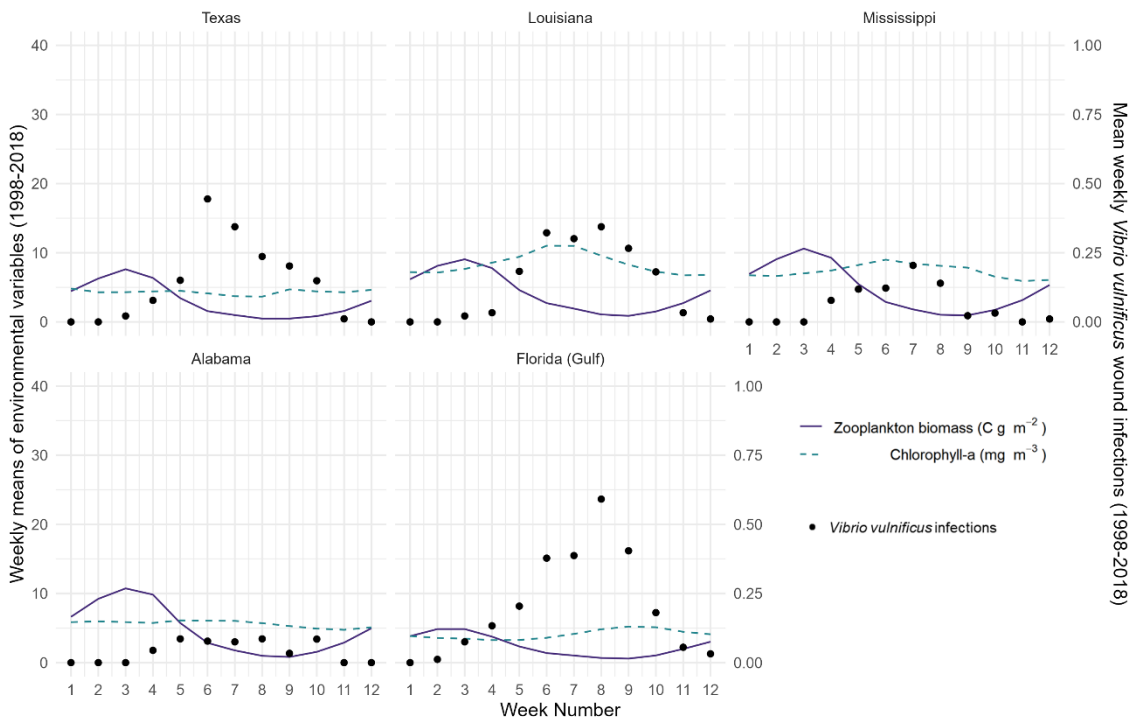 Texas
Louisiana
Mississippi
40
30
20
10
0
1.00
0.75
0.50
0.25
0.00
1 2 3 4 5 6 7 8 9 10 11 12
Alabama
Florida (Gulf)
40
30
20
10
0
1.00
0.75
0.50
0.25
0.00
1 2 3 4 5 6 7 8 9 10 11 12
1 2 3 4 5 6 7 8 9 10 11 12
Week Number
Weekly means of environmental variables (1998-2018)
Mean weekly Vibrio vulnificus wound infections (1998-2018)
Zooplankton biomass (C g m⁻²)
Chlorophyll-a (mg m⁻³)
Vibrio vulnificus infections